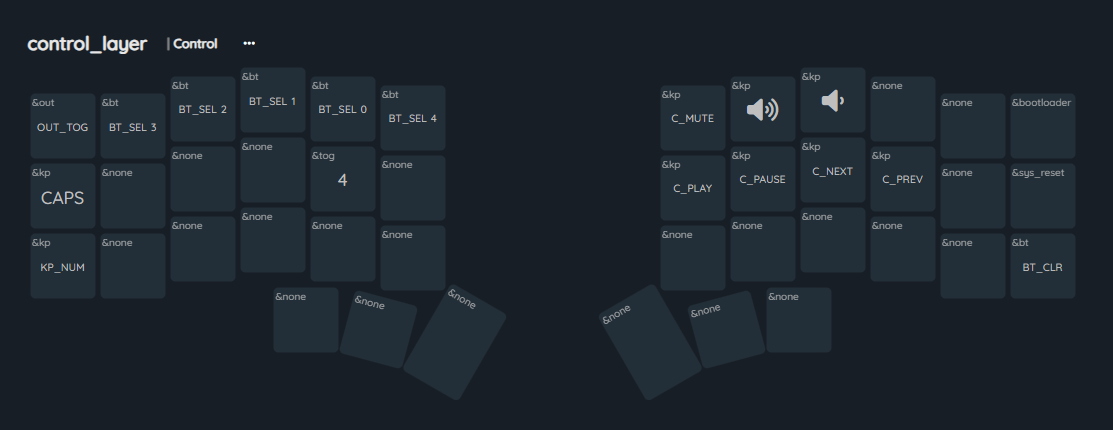 control_layer | Control •••
&out &bt &bt &bt &bt &bt &kp &kp &kp &none &none &bootloader
OUT_TOG BT_SEL 3 BT_SEL 2 BT_SEL 1 BT_SEL 0 BT_SEL 4 C_MUTE
&kp &none &none &none &tog &none &kp &kp &kp &kp &none &sys_reset
CAPS 4 C_PLAY C_PAUSE C_NEXT C_PREV
&kp &none &none &none &none &none &none &none &none &none &none &bt
KP_NUM BT_CLR
&none &none &none &none &none &none